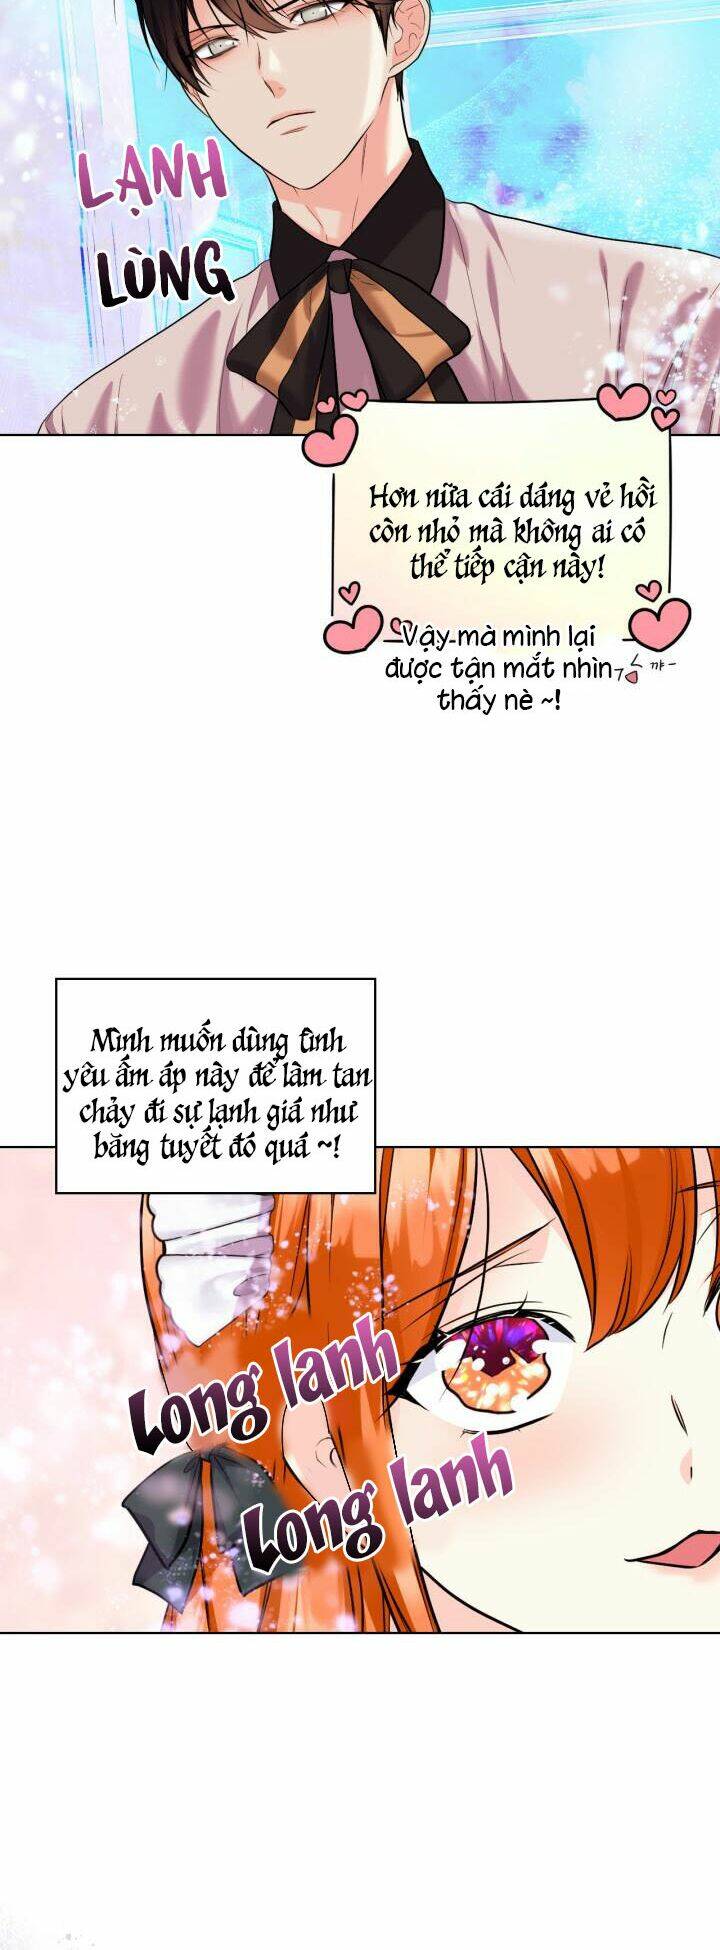 LẠNH
LÙNG
Hơn nữa cái dáng vẻ hồi
còn nhỏ mà không ai có
thể tiếp cận này!
Vậy mà mình lại
được tận mắt nhìn
thấy nè ~!
꺄-
Mình muốn dùng tình
yêu ấm áp này để làm tan
chảy đi sự lạnh giá như
băng tuyết đó quá ~!
Long lanh
Long lanh